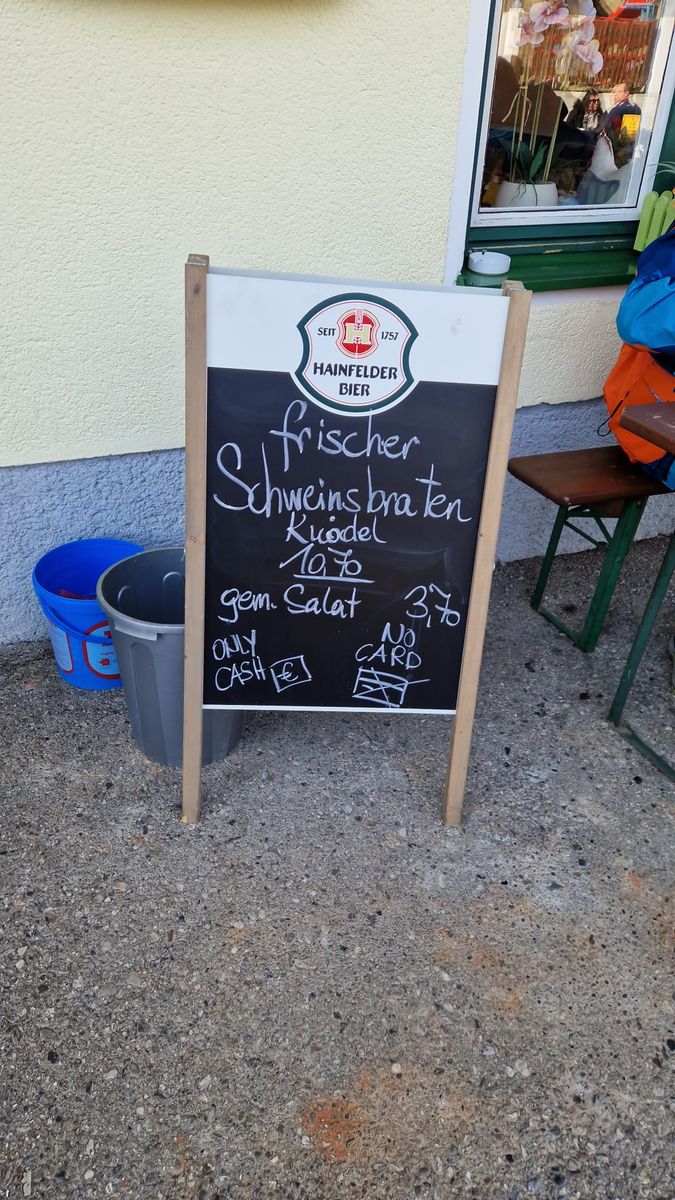 SEIT 1757
HAINFELDER
BIER
frischer
Schweinsbraten
Knödel
10,70
gem. Salat 3,70
ONLY
CASH €
NO
CARD